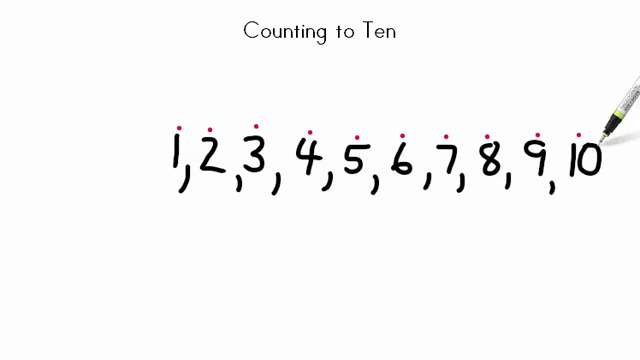 Counting to Ten
1, 2, 3, 4, 5, 6, 7, 8, 9, 10